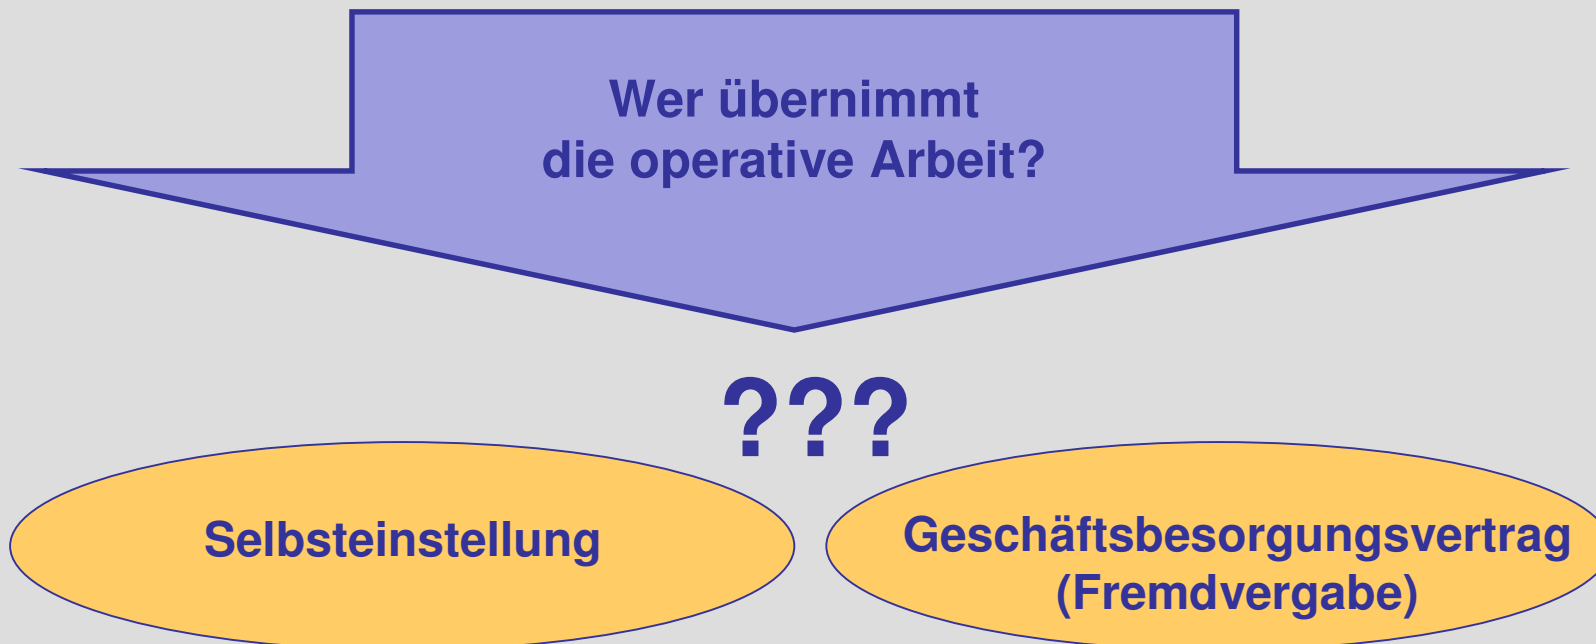 Wer übernimmt
die operative Arbeit?
???
Selbsteinstellung
Geschäftsbesorgungsvertrag
(Fremdvergabe)